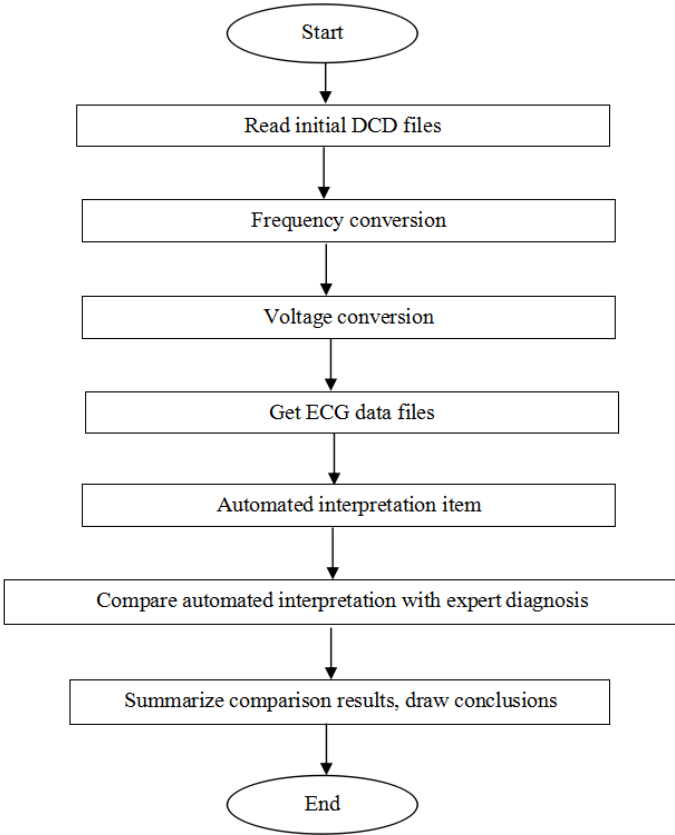 Start
Read initial DCD files
Frequency conversion
Voltage conversion
Get ECG data files
Automated interpretation item
Compare automated interpretation with expert diagnosis
Summarize comparison results, draw conclusions
End